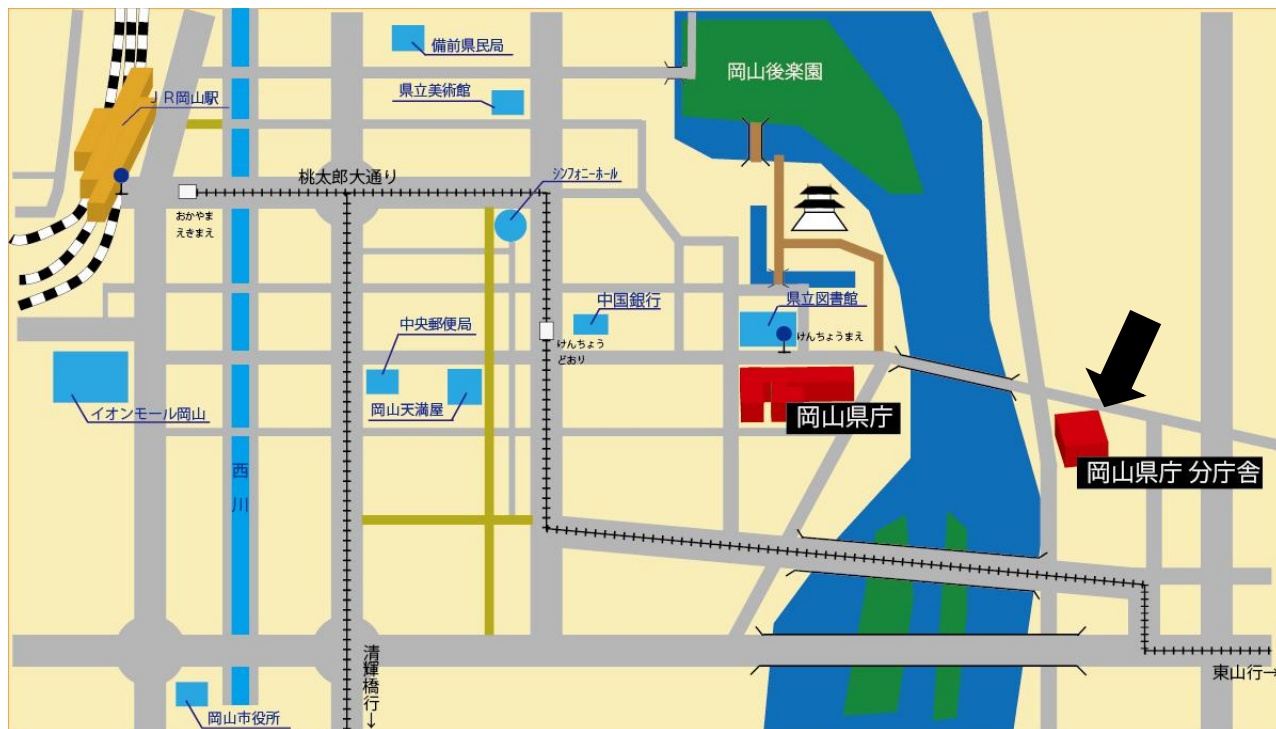 備前県民局
岡山後楽園
県立美術館
ＪＲ岡山駅
桃太郎大通り
ｼﾝﾌｫﾆｰﾎｰﾙ
おかやま
えきまえ
中国銀行
県立図書館
中央郵便局
けんちょう
どおり
けんちょうまえ
岡山天満屋
イオンモール岡山
岡山県庁
西川
岡山県庁 分庁舎
清輝橋行↓
東山行→
岡山市役所